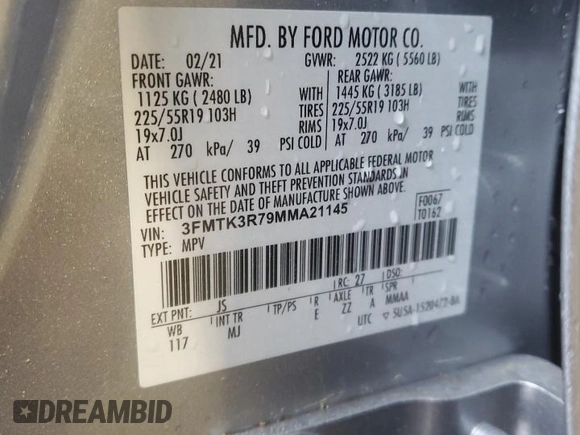 MFD. BY FORD MOTOR CO.
DATE: 02/21 GVWR: 2522 KG ( 5560 LB)
FRONT GAWR: REAR GAWR:
1125 KG ( 2480 LB) WITH 1445 KG ( 3185 LB) WITH
225/55R19 103H TIRES 225/55R19 103H TIRES
19x7.0J RIMS 19x7.0J RIMS
AT 270 kPa/ 39 PSI COLD AT 270 kPa/ 39 PSI COLD
THIS VEHICLE CONFORMS TO ALL APPLICABLE FEDERAL MOTOR
VEHICLE SAFETY AND THEFT PREVENTION STANDARDS IN
EFFECT ON THE DATE OF MANUFACTURE SHOWN ABOVE.
VIN: 3FMTK3R79MMA21145 F0067
TYPE: MPV T0162
RC: 27 DSO:
EXT PNT: JS TP/PS R AXLE TR SPR
WB INT TR E ZZ A MMAA
117 MJ UTC ▽ 5U5A-1520472-BA
DREAMBID